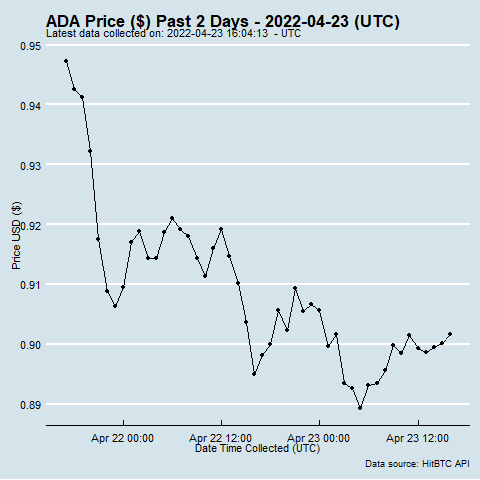 ADA Price ($) Past 2 Days - 2022-04-23 (UTC)
Latest data collected on: 2022-04-23 16:04:13  - UTC
0.95
0.94
0.93
0.92
0.91
0.90
0.89
Price USD ($)
Apr 22 00:00
Apr 22 12:00
Apr 23 00:00
Apr 23 12:00
Date Time Collected (UTC)
Data source: HitBTC API